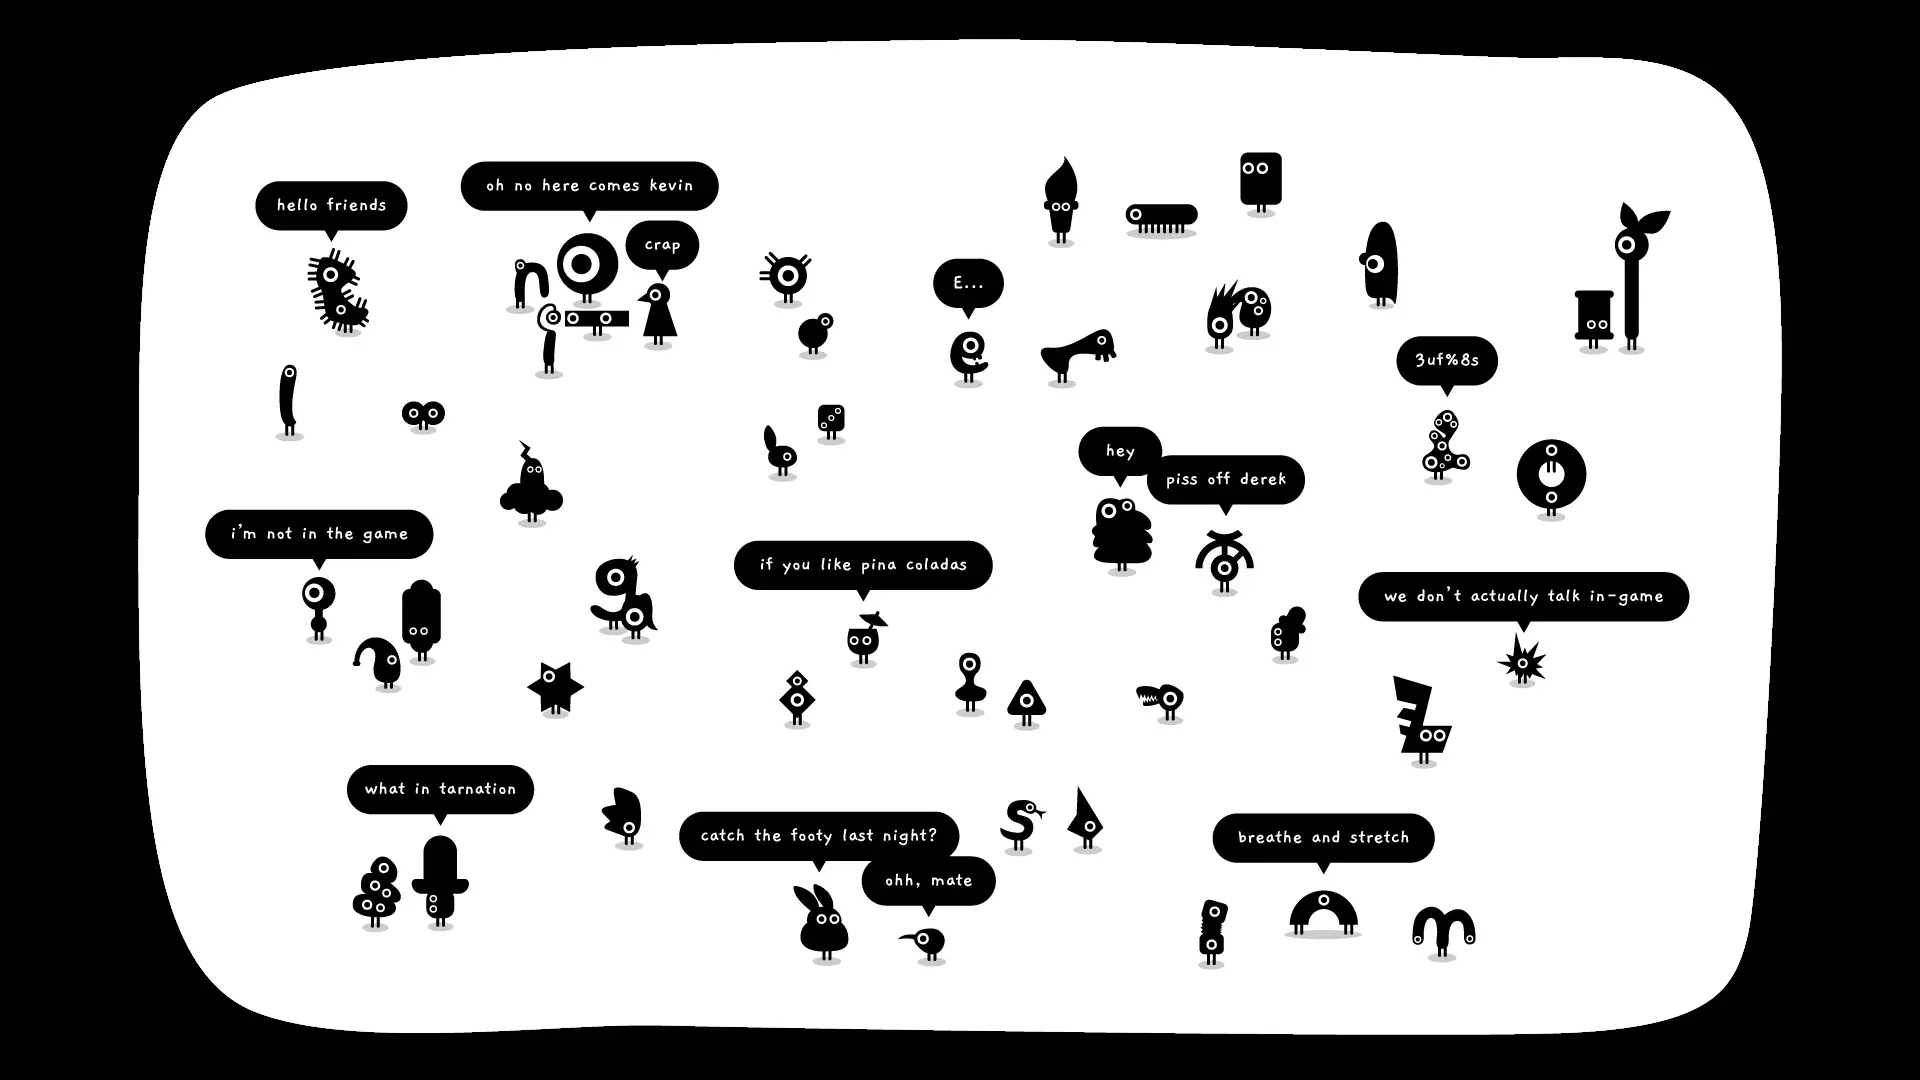 oh no here comes kevin
hello friends
crap
E...
3uf%8s
hey
piss off derek
i'm not in the game
if you like pina coladas
we don't actually talk in-game
what in tarnation
catch the footy last night?
breathe and stretch
ohh, mate